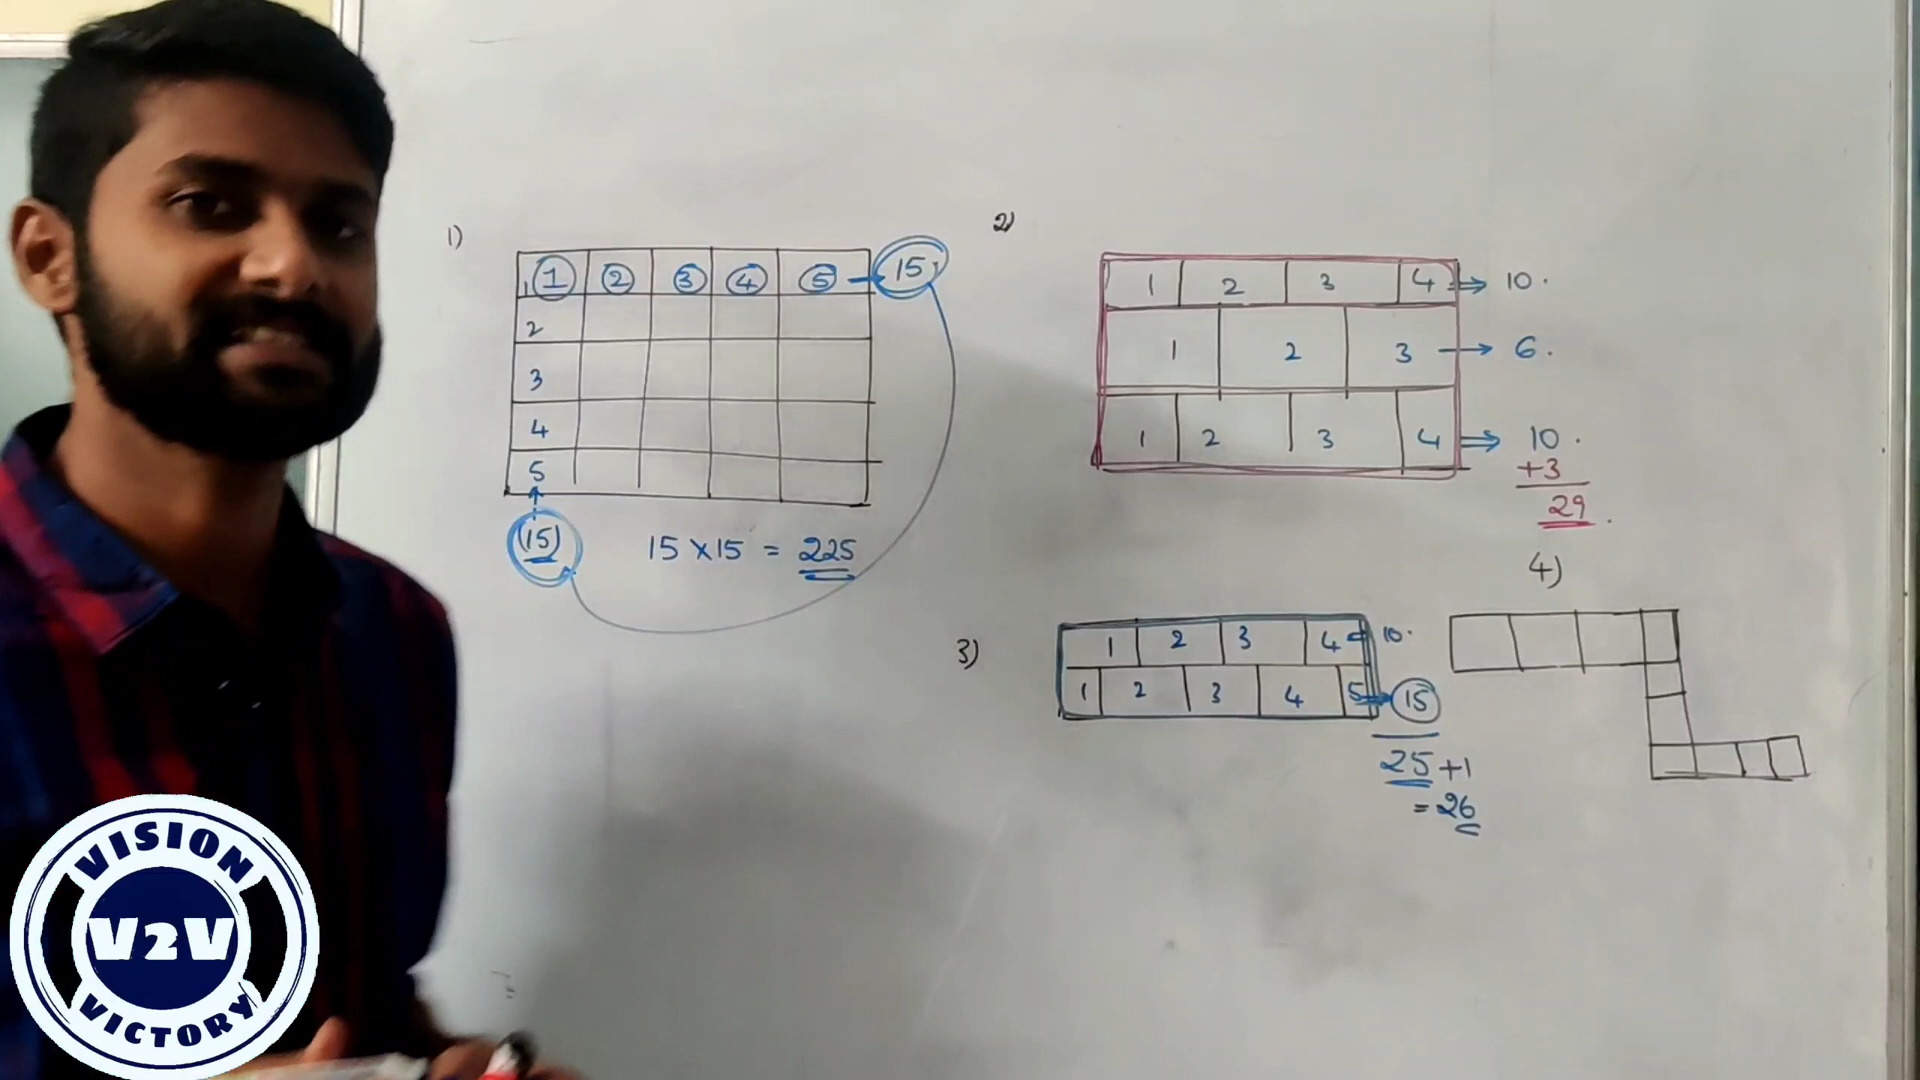 1)
1 1 2 3 4 5 → 15
2
3
4
5
(15)
15 × 15 = 225
2)
1 2 3 4 ⇒ 10.
1 2 3 → 6.
1 2 3 4 ⇒ 10.
+3
29.
3)
1 2 3 4 10.
1 2 3 4 5 → 15
25 +1
= 26
4)
VISION
V2V
VICTORY